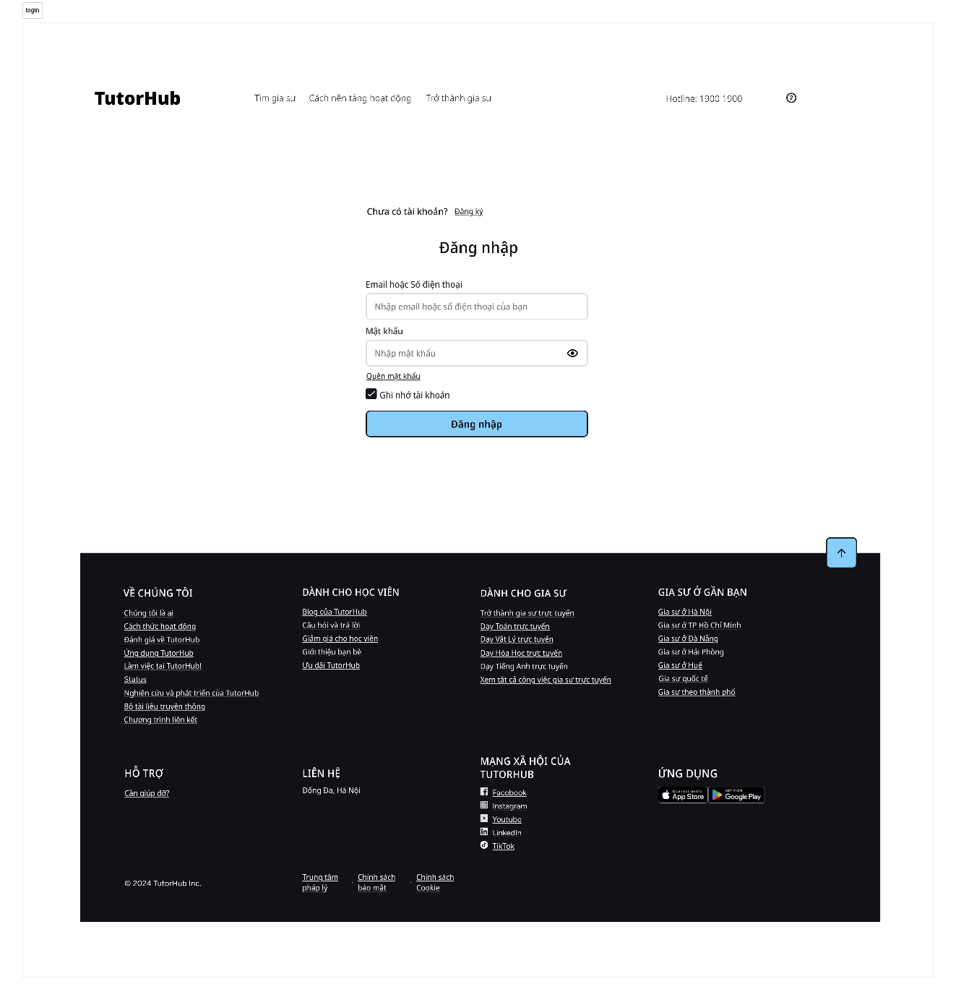 login
TutorHub
Tìm gia sư
Cách nền tảng hoạt động
Trở thành gia sư
Hotline: 1900 1900
Chưa có tài khoản? Đăng ký
Đăng nhập
Email hoặc Số điện thoại
Nhập email hoặc số điện thoại của bạn
Mật khẩu
Nhập mật khẩu
Quên mật khẩu
Ghi nhớ tài khoản
Đăng nhập
VỀ CHÚNG TÔI
Chúng tôi là ai
Cách thức hoạt động
Đánh giá về TutorHub
Ứng dụng TutorHub
Làm việc tại TutorHub!
Status
Nghiên cứu và phát triển của TutorHub
Bộ tài liệu truyền thông
Chương trình liên kết
DÀNH CHO HỌC VIÊN
Blog của TutorHub
Câu hỏi và trả lời
Giảm giá cho học viên
Giới thiệu bạn bè
Ưu đãi TutorHub
DÀNH CHO GIA SƯ
Trở thành gia sư trực tuyến
Dạy Toán trực tuyến
Dạy Vật Lý trực tuyến
Dạy Hóa Học trực tuyến
Dạy Tiếng Anh trực tuyến
Xem tất cả công việc gia sư trực tuyến
GIA SƯ Ở GẦN BẠN
Gia sư ở Hà Nội
Gia sư ở TP Hồ Chí Minh
Gia sư ở Đà Nẵng
Gia sư ở Hải Phòng
Gia sư ở Huế
Gia sư quốc tế
Gia sư theo thành phố
HỖ TRỢ
Cần giúp đỡ?
LIÊN HỆ
Đống Đa, Hà Nội
MẠNG XÃ HỘI CỦA
TUTORHUB
Facebook
Instagram
Youtube
LinkedIn
TikTok
ỨNG DỤNG
Download on the
App Store
GET IT ON
Google Play
© 2024 TutorHub Inc.
Trung tâm
pháp lý
·
Chính sách
bảo mật
·
Chính sách
Cookie